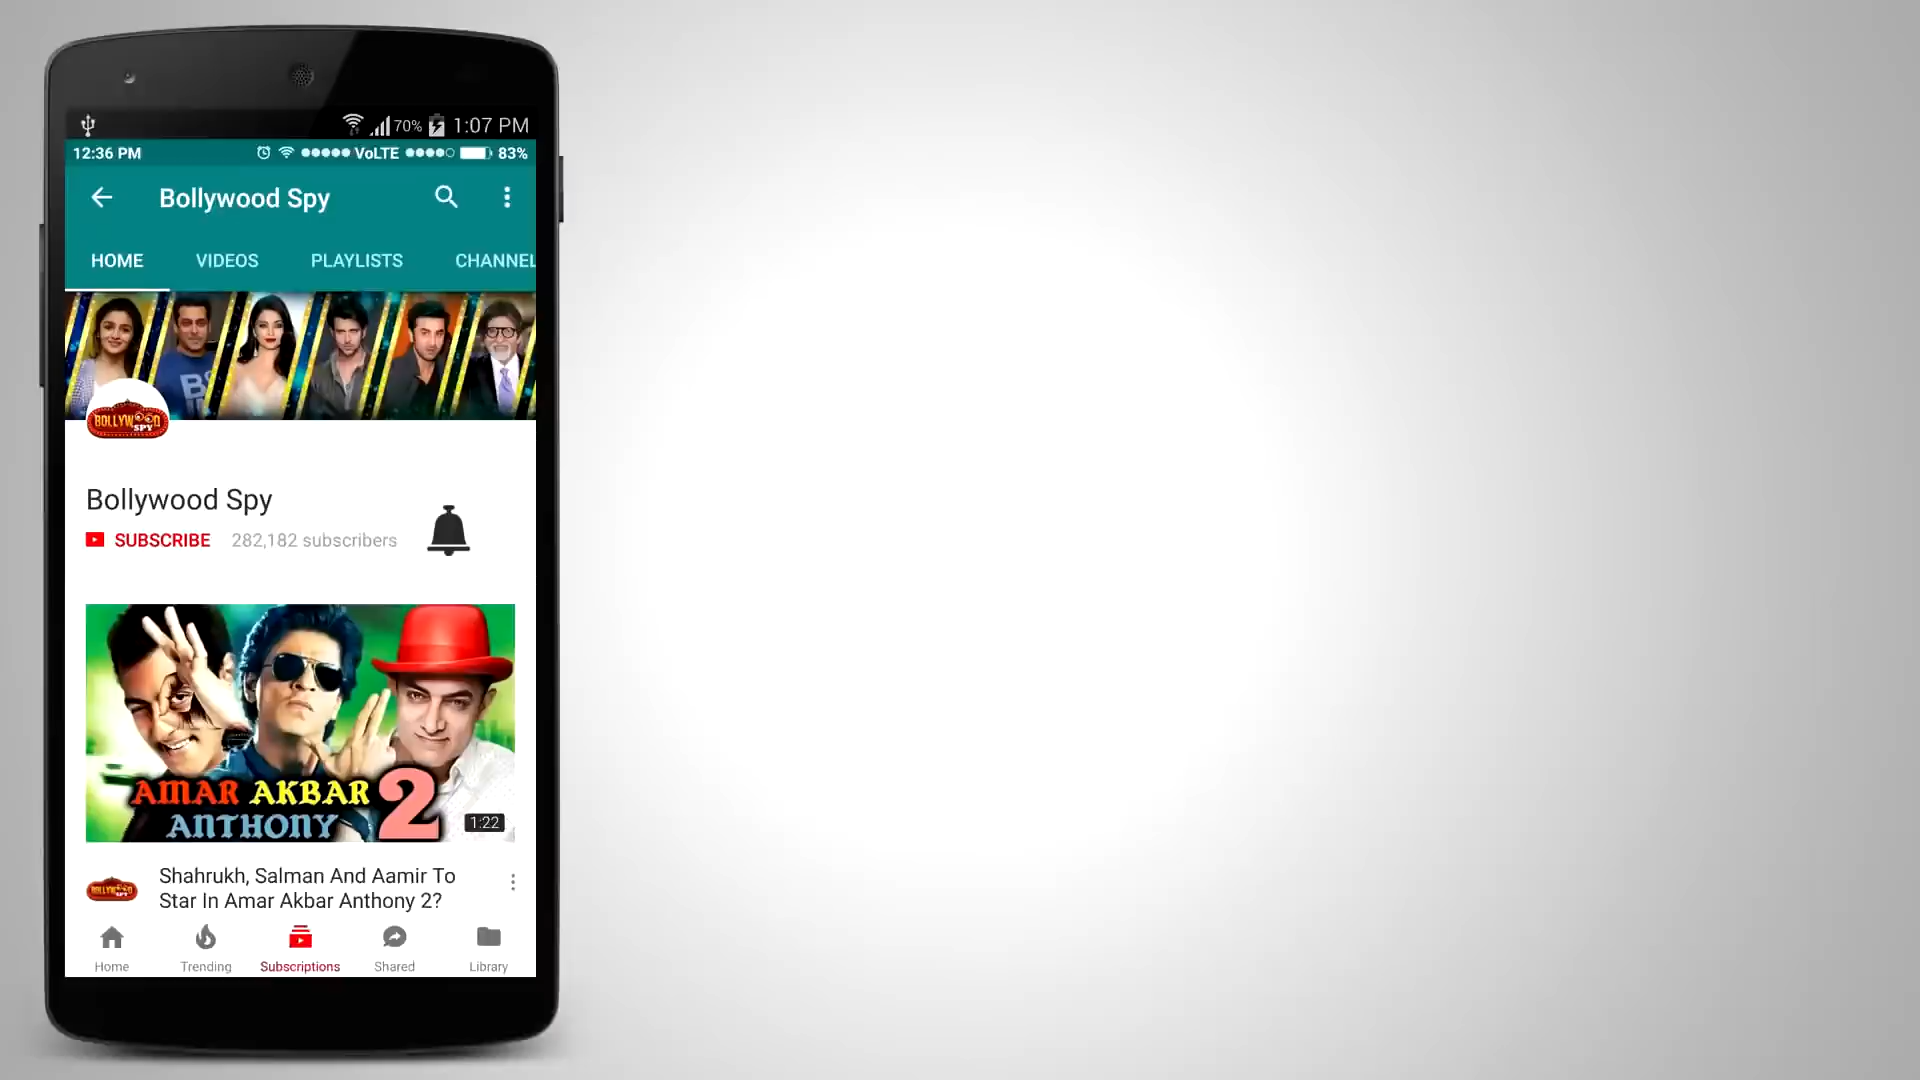 70% 1:07 PM
12:36 PM VoLTE 83%
Bollywood Spy
HOME VIDEOS PLAYLISTS CHANNEL
BOLLYWOOD
SPY
Bollywood Spy
SUBSCRIBE 282,182 subscribers
AMAR AKBAR
ANTHONY 2
1:22
Shahrukh, Salman And Aamir To
Star In Amar Akbar Anthony 2?
Home Trending Subscriptions Shared Library